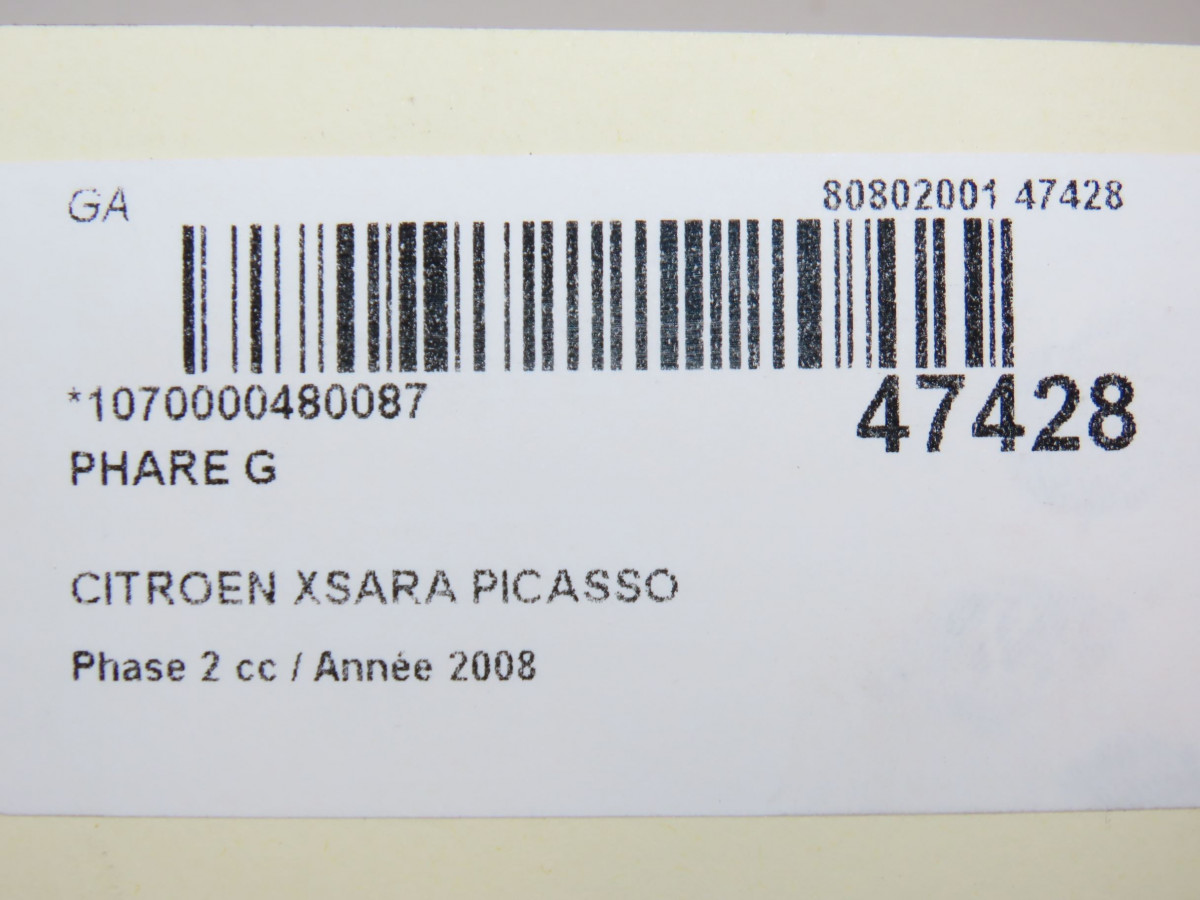 GA
80802001 47428
*1070000480087
47428
PHARE G
CITROEN XSARA PICASSO
Phase 2 cc / Année 2008